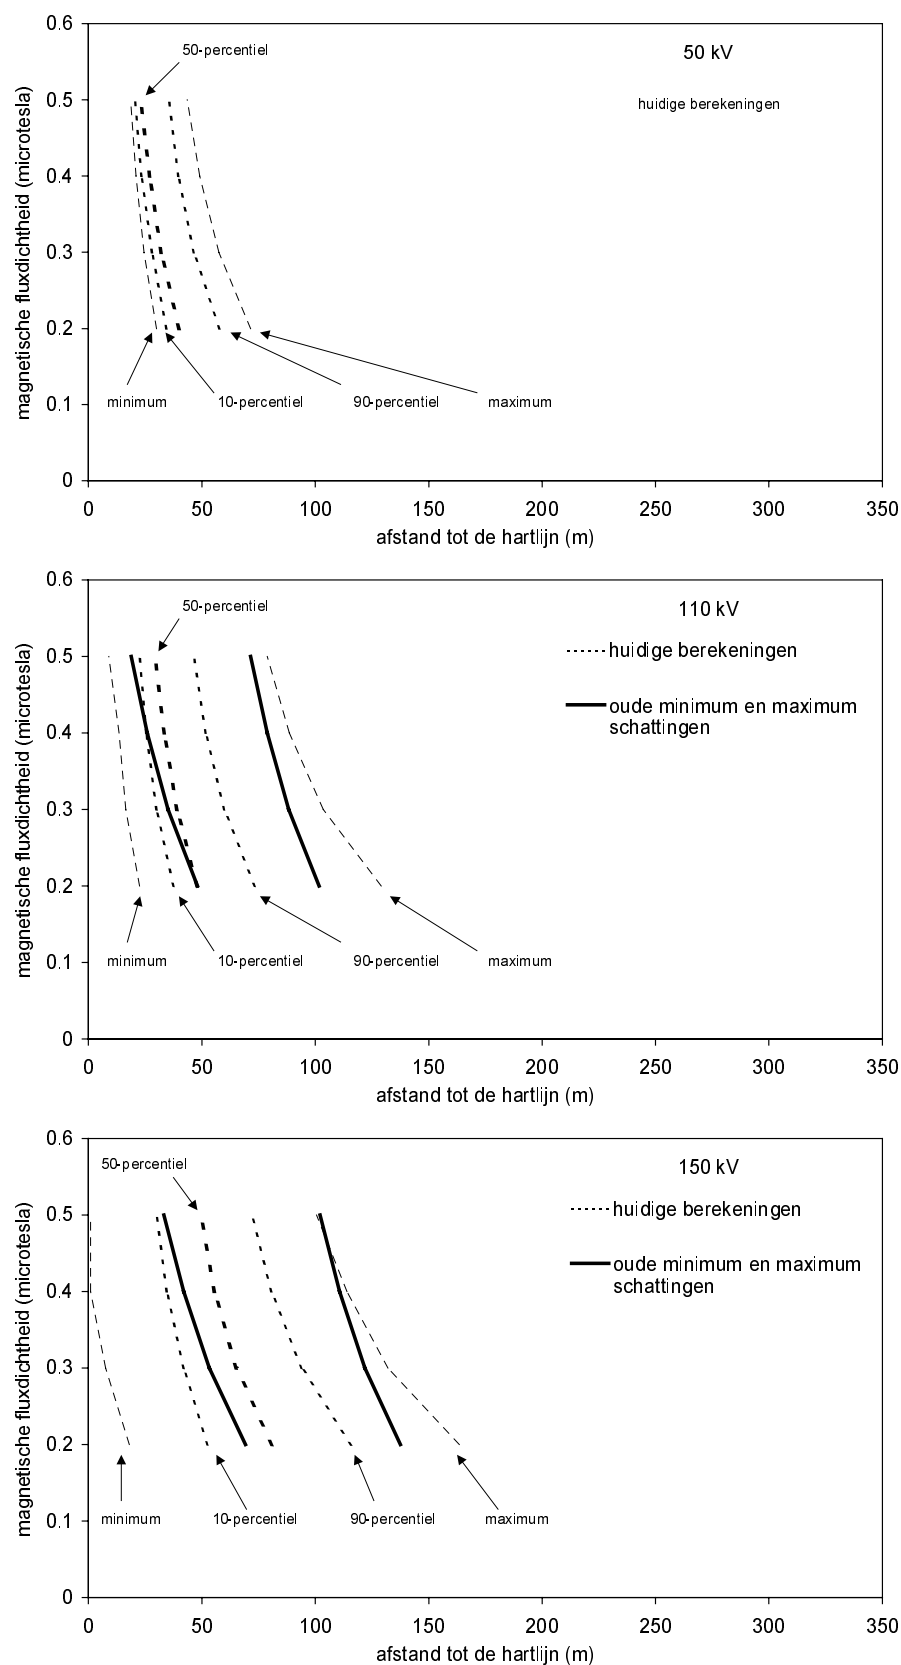 0.6
50-percentiel
50 kV
0.5
huidige berekeningen
0.4
0.3
0.2
0.1
0
magnetische fluxdichtheid (microtesla)
minimum
10-percentiel
90-percentiel
maximum
0 50 100 150 200 250 300 350
afstand tot de hartlijn (m)
0.6
50-percentiel
110 kV
0.5
huidige berekeningen
oude minimum en maximum
schattingen
0.4
0.3
0.2
0.1
0
magnetische fluxdichtheid (microtesla)
minimum
10-percentiel
90-percentiel
maximum
0 50 100 150 200 250 300 350
afstand tot de hartlijn (m)
0.6
50-percentiel
150 kV
0.5
huidige berekeningen
oude minimum en maximum
schattingen
0.4
0.3
0.2
0.1
0
magnetische fluxdichtheid (microtesla)
minimum
10-percentiel
90-percentiel
maximum
0 50 100 150 200 250 300 350
afstand tot de hartlijn (m)